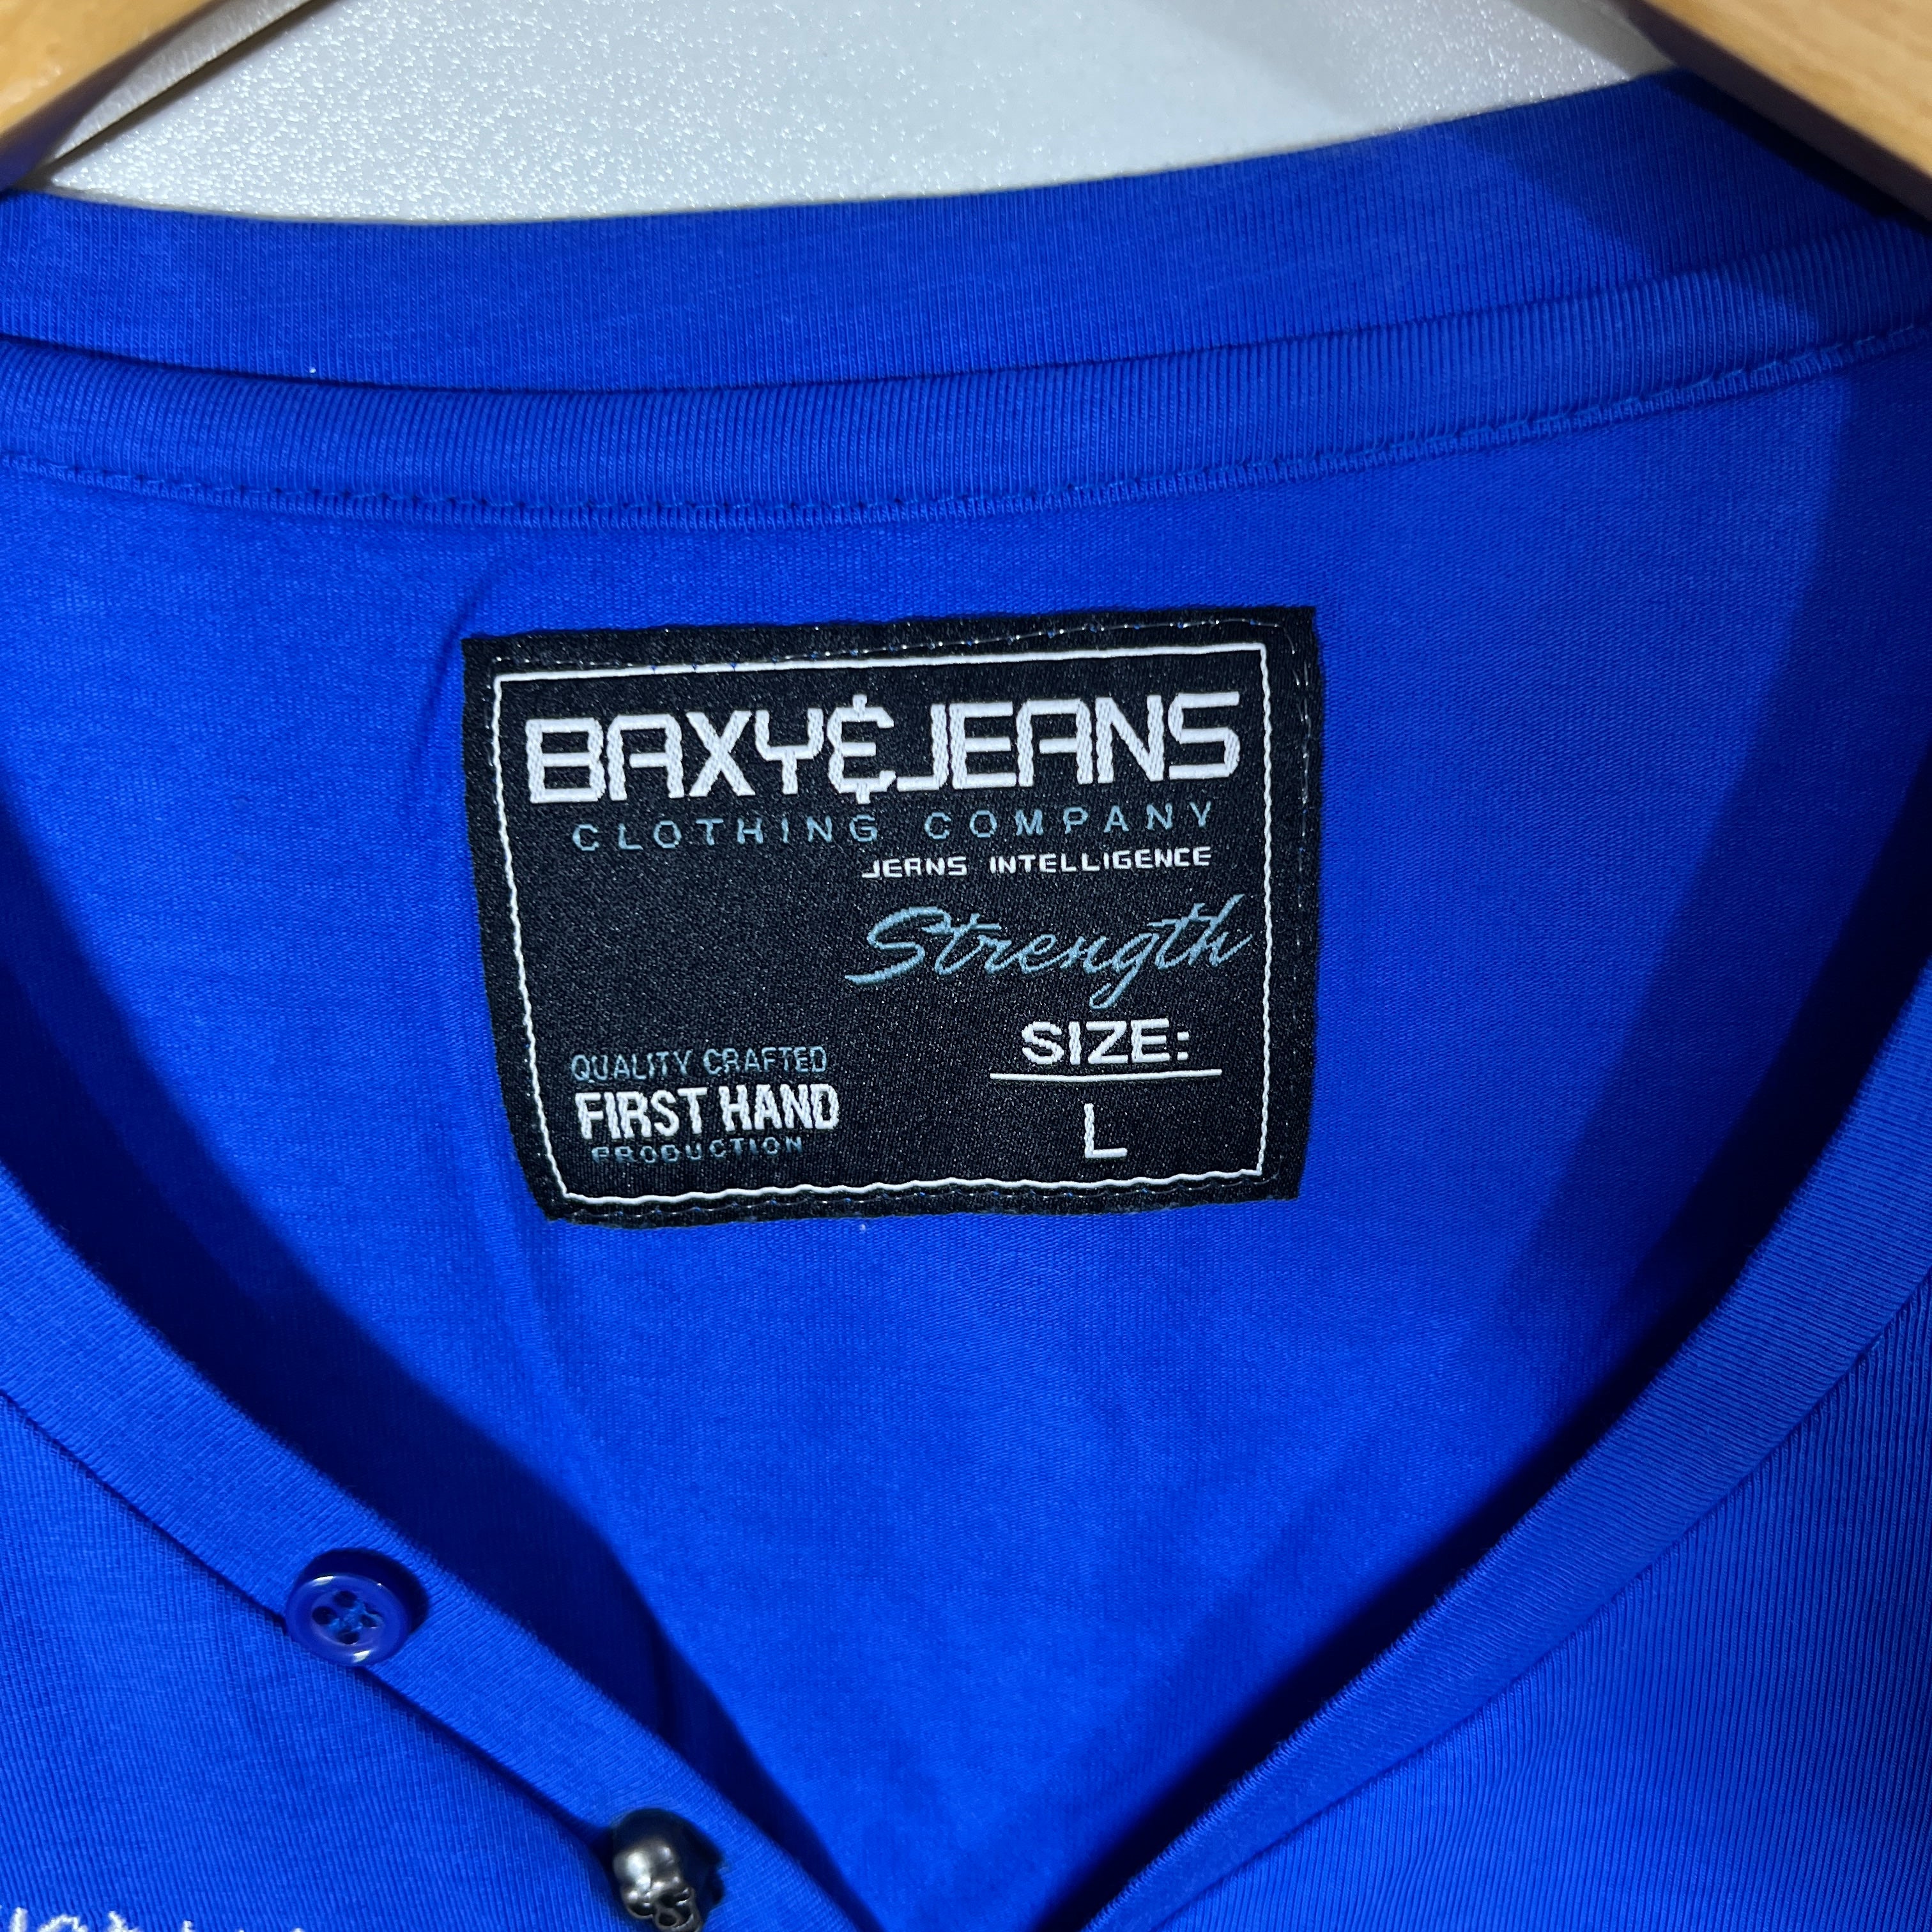 BAXY&JEANS
CLOTHING COMPANY
JEANS INTELLIGENCE
Strength
SIZE:
L
QUALITY CRAFTED
FIRST HAND
PRODUCTION